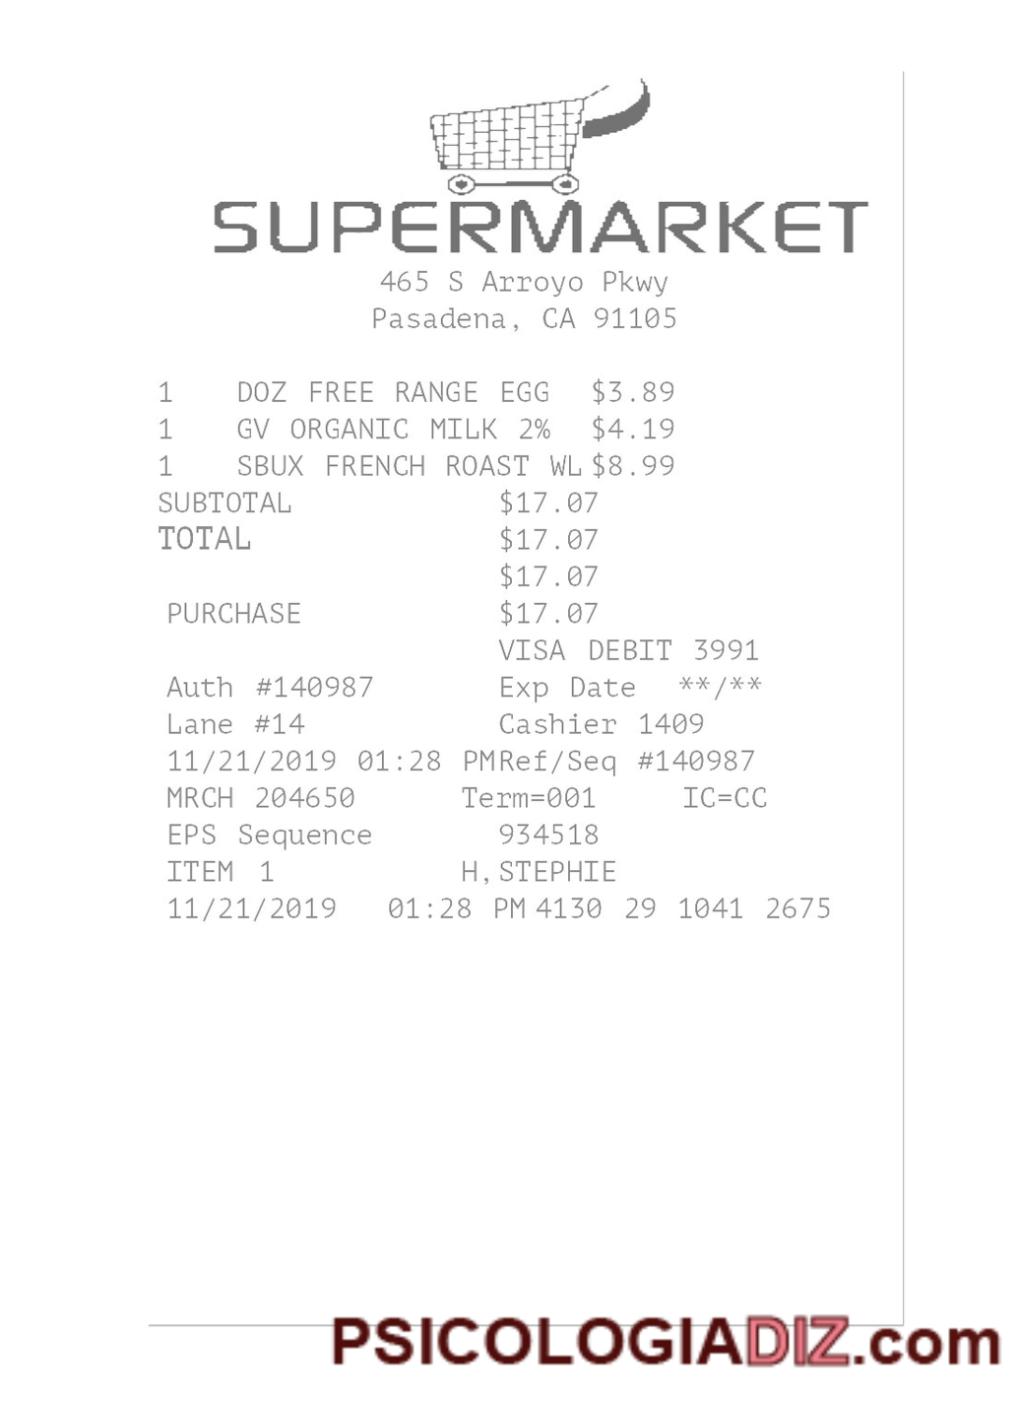 SUPERMARKET
465 S Arroyo Pkwy
Pasadena, CA 91105
1 DOZ FREE RANGE EGG $3.89
1 GV ORGANIC MILK 2% $4.19
1 SBUX FRENCH ROAST WL $8.99
SUBTOTAL $17.07
TOTAL $17.07
$17.07
PURCHASE $17.07
VISA DEBIT 3991
Auth #140987 Exp Date **/**
Lane #14 Cashier 1409
11/21/2019 01:28 PM Ref/Seq #140987
MRCH 204650 Term=001 IC=CC
EPS Sequence 934518
ITEM 1 H, STEPHIE
11/21/2019 01:28 PM 4130 29 1041 2675
PSICOLOGIADIZ.com